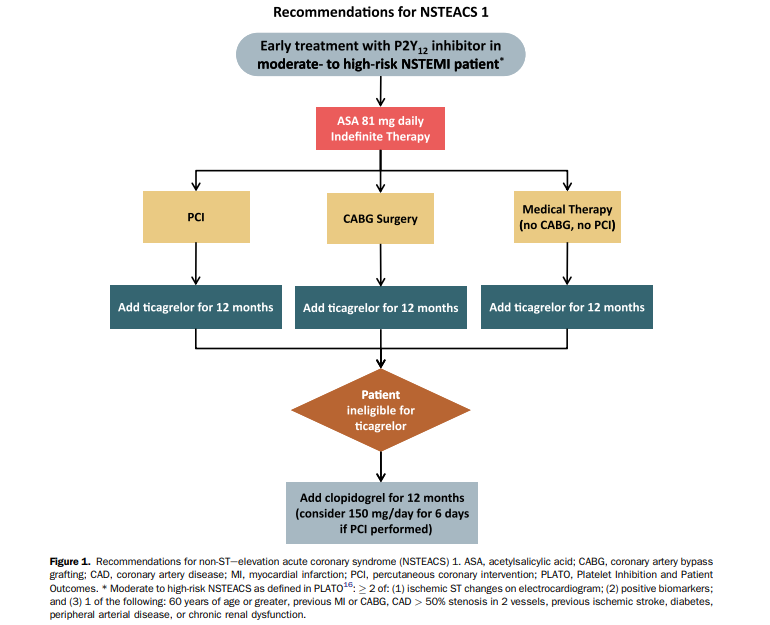 Recommendations for NSTEACS 1
Early treatment with P2Y12 inhibitor in
moderate- to high-risk NSTEMI patient*
ASA 81 mg daily
Indefinite Therapy
PCI
CABG Surgery
Medical Therapy
(no CABG, no PCI)
Add ticagrelor for 12 months
Add ticagrelor for 12 months
Add ticagrelor for 12 months
Patient
ineligible for
ticagrelor
Add clopidogrel for 12 months
(consider 150 mg/day for 6 days
if PCI performed)
Figure 1. Recommendations for non-ST–elevation acute coronary syndrome (NSTEACS) 1. ASA, acetylsalicylic acid; CABG, coronary artery bypass
grafting; CAD, coronary artery disease; MI, myocardial infarction; PCI, percutaneous coronary intervention; PLATO, Platelet Inhibition and Patient
Outcomes. * Moderate to high-risk NSTEACS as defined in PLATO16: ≥ 2 of: (1) ischemic ST changes on electrocardiogram; (2) positive biomarkers;
and (3) 1 of the following: 60 years of age or greater, previous MI or CABG, CAD > 50% stenosis in 2 vessels, previous ischemic stroke, diabetes,
peripheral arterial disease, or chronic renal dysfunction.